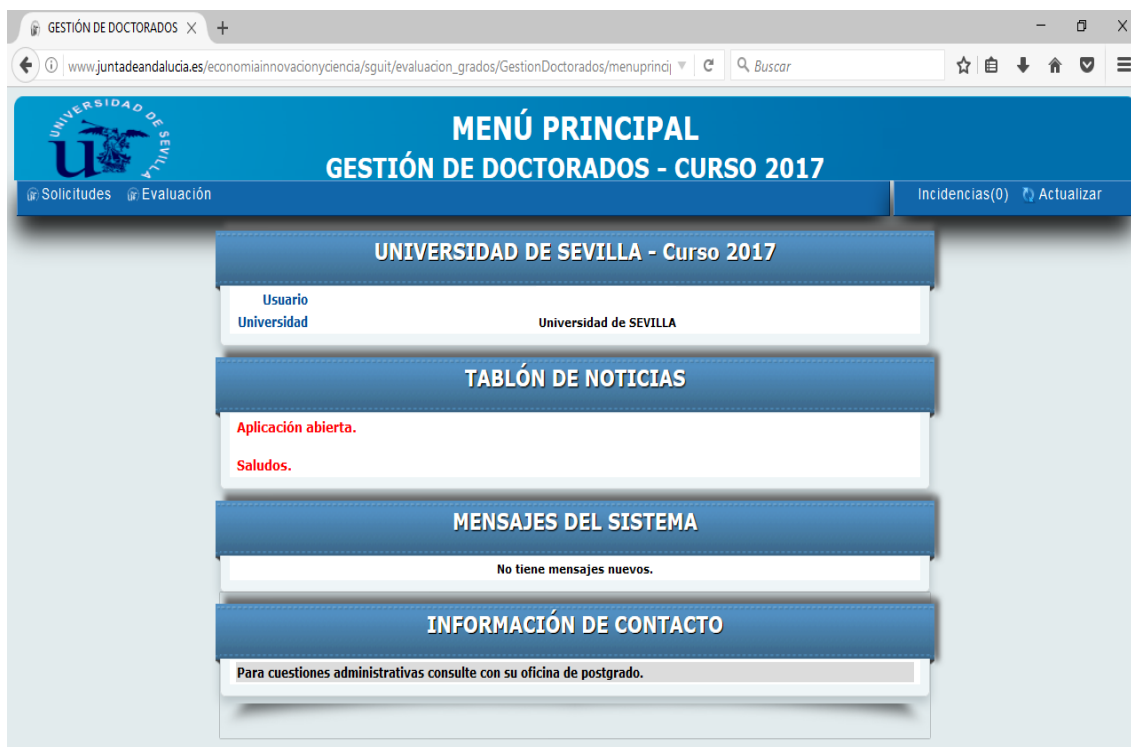 GESTIÓN DE DOCTORADOS
www.juntadeandalucia.es/economiainnovacionyciencia/sguit/evaluacion_grados/GestionDoctorados/menuprincip
Buscar
UNIVERSIDAD DE SEVILLA
U
MENÚ PRINCIPAL
GESTIÓN DE DOCTORADOS - CURSO 2017
Solicitudes Evaluación Incidencias(0) Actualizar
UNIVERSIDAD DE SEVILLA - Curso 2017
Usuario
Universidad Universidad de SEVILLA
TABLÓN DE NOTICIAS
Aplicación abierta.
Saludos.
MENSAJES DEL SISTEMA
No tiene mensajes nuevos.
INFORMACIÓN DE CONTACTO
Para cuestiones administrativas consulte con su oficina de postgrado.